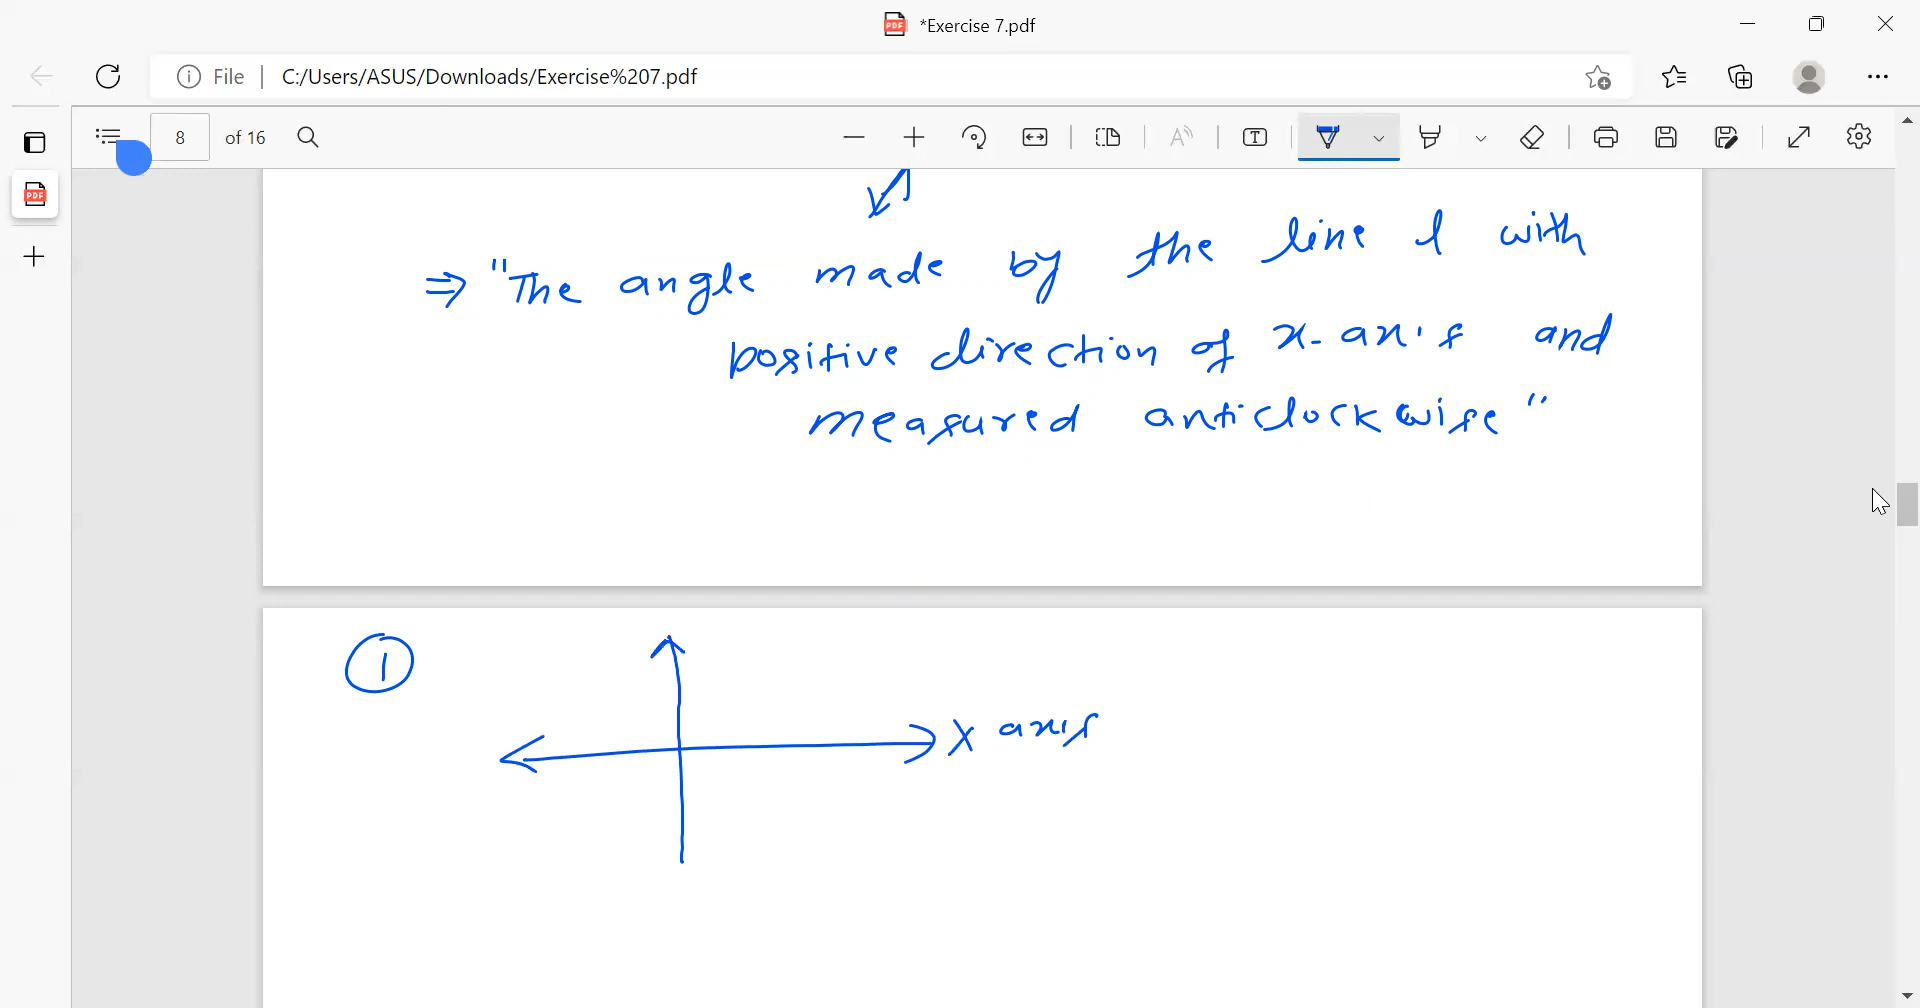 *Exercise 7.pdf
File | C:/Users/ASUS/Downloads/Exercise%207.pdf
8 of 16
⇒ "The angle made by the line l with
positive direction of x-axis and
measured anticlockwise"
1
X axis